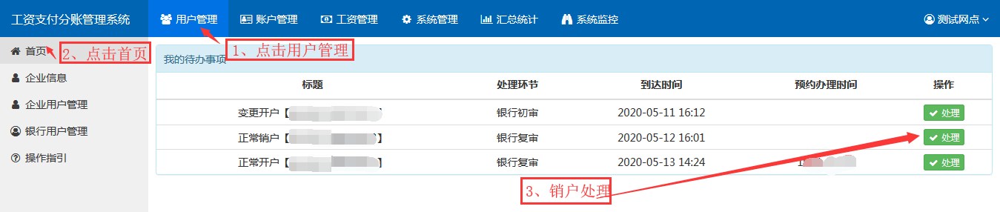 工资支付分账管理系统 用户管理 账户管理 工资管理 系统管理 汇总统计 系统监控 测试网点
首页
2、点击首页
1、点击用户管理
企业信息
企业用户管理
银行用户管理
操作指引
我的待办事项
标题 处理环节 到达时间 预约办理时间 操作
变更开户【】 银行初审 2020-05-11 16:12 处理
正常销户【】 银行复审 2020-05-12 16:01 处理
正常开户【】 银行复审 2020-05-13 14:24 处理
3、销户处理